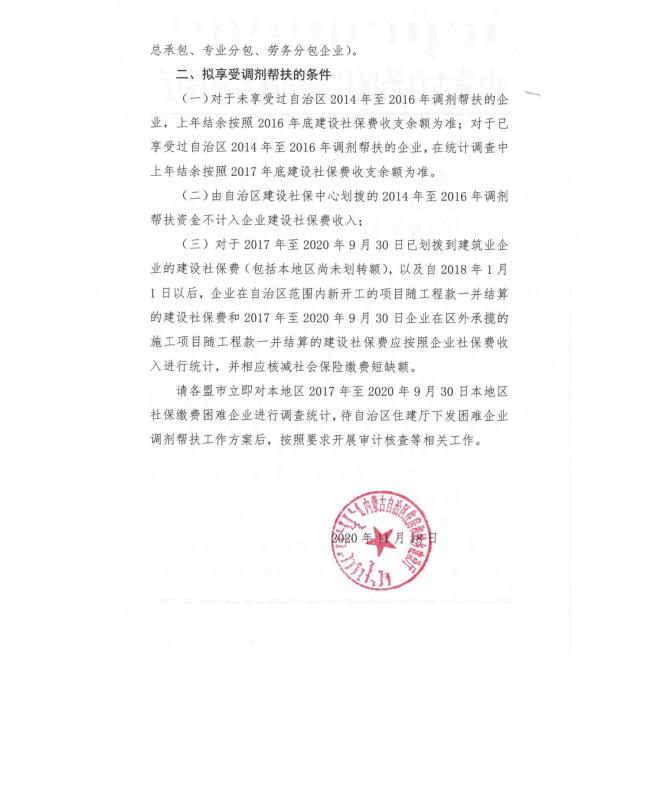 总承包、专业分包、劳务分包企业）。
二、拟享受调剂帮扶的条件
（一）对于未享受过自治区 2014 年至 2016 年调剂帮扶的企
业，上年结余按照 2016 年底建设社保费收支余额为准；对于已
享受过自治区 2014 年至 2016 年调剂帮扶的企业，在统计调查中
上年结余按照 2017 年底建设社保费收支余额为准。
（二）由自治区建设社保中心划拨的 2014 年至 2016 年调剂
帮扶资金不计入企业建设社保费收入；
（三）对于 2017 年至 2020 年 9 月 30 日已划拨到建筑业企
业的建设社保费（包括本地区尚未划转额），以及自 2018 年 1 月
1 日以后，企业在自治区范围内新开工的项目随工程款一并结算
的建设社保费和 2017 年至 2020 年 9 月 30 日企业在区外承揽的
施工项目随工程款一并结算的建设社保费应按照企业社保费收
入进行统计，并相应核减社会保险缴费短缺额。
请各盟市立即对本地区 2017 年至 2020 年 9 月 30 日本地区
社保缴费困难企业进行调查统计，待自治区住建厅下发困难企业
调剂帮扶工作方案后，按照要求开展审计核查等相关工作。
内蒙古自治区住房和城乡建设厅
2020 年 11 月 18 日